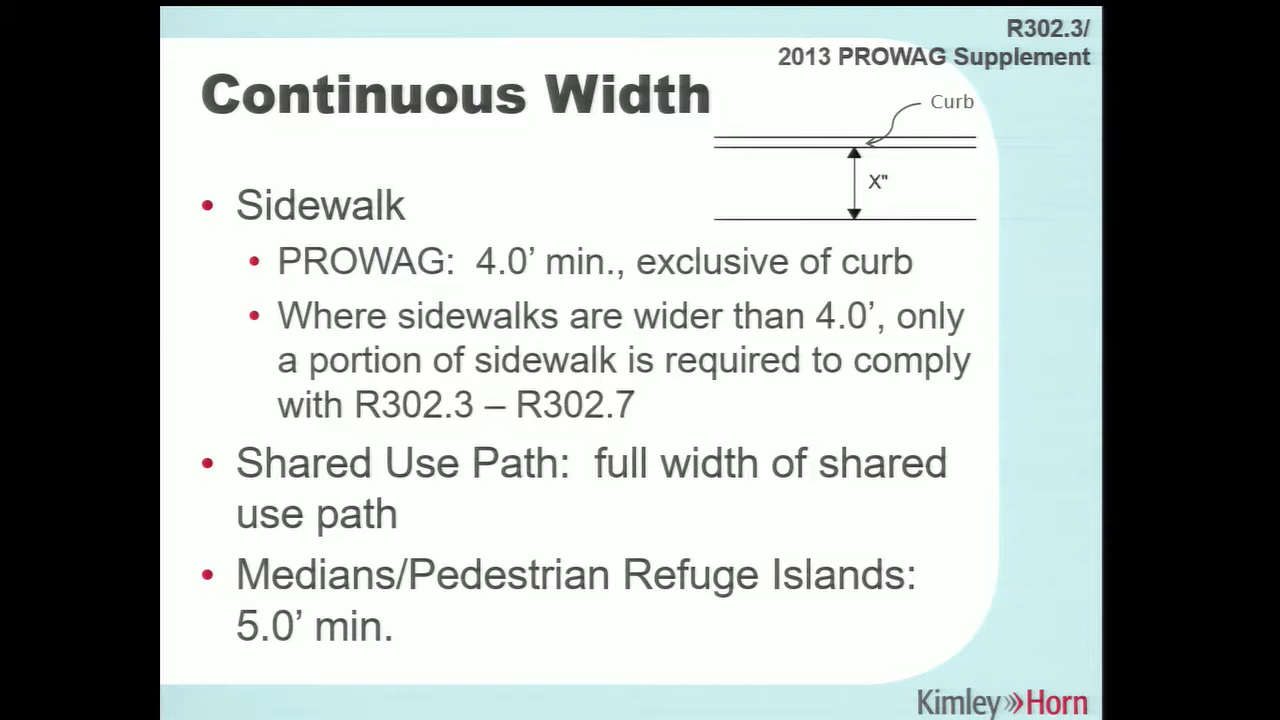 R302.3/
2013 PROWAG Supplement
Continuous Width
Curb
X"
• Sidewalk
• PROWAG: 4.0’ min., exclusive of curb
• Where sidewalks are wider than 4.0’, only
a portion of sidewalk is required to comply
with R302.3 – R302.7
• Shared Use Path: full width of shared
use path
• Medians/Pedestrian Refuge Islands:
5.0’ min.
Kimley»Horn